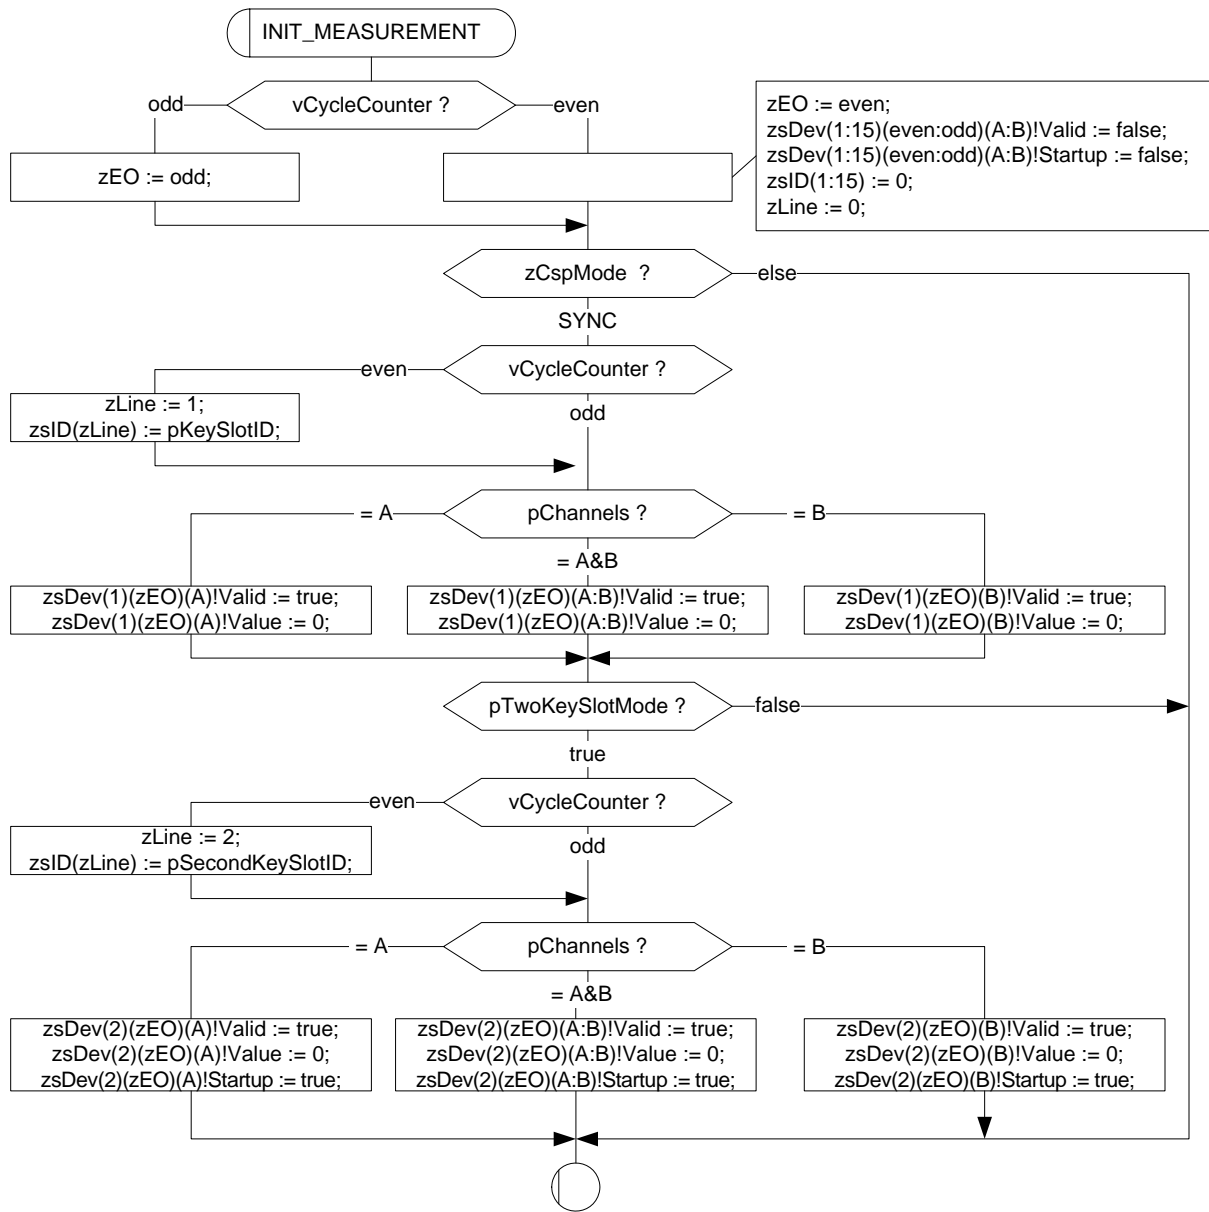 INIT_MEASUREMENT
odd
vCycleCounter ?
even
zEO := odd;
zEO := even;
zsDev(1:15)(even:odd)(A:B)!Valid := false;
zsDev(1:15)(even:odd)(A:B)!Startup := false;
zsID(1:15) := 0;
zLine := 0;
zCspMode ?
else
SYNC
even
vCycleCounter ?
zLine := 1;
zsID(zLine) := pKeySlotID;
odd
= A
pChannels ?
= B
= A&B
zsDev(1)(zEO)(A)!Valid := true;
zsDev(1)(zEO)(A)!Value := 0;
zsDev(1)(zEO)(A:B)!Valid := true;
zsDev(1)(zEO)(A:B)!Value := 0;
zsDev(1)(zEO)(B)!Valid := true;
zsDev(1)(zEO)(B)!Value := 0;
pTwoKeySlotMode ?
false
true
even
vCycleCounter ?
zLine := 2;
zsID(zLine) := pSecondKeySlotID;
odd
= A
pChannels ?
= B
= A&B
zsDev(2)(zEO)(A)!Valid := true;
zsDev(2)(zEO)(A)!Value := 0;
zsDev(2)(zEO)(A)!Startup := true;
zsDev(2)(zEO)(A:B)!Valid := true;
zsDev(2)(zEO)(A:B)!Value := 0;
zsDev(2)(zEO)(A:B)!Startup := true;
zsDev(2)(zEO)(B)!Valid := true;
zsDev(2)(zEO)(B)!Value := 0;
zsDev(2)(zEO)(B)!Startup := true;